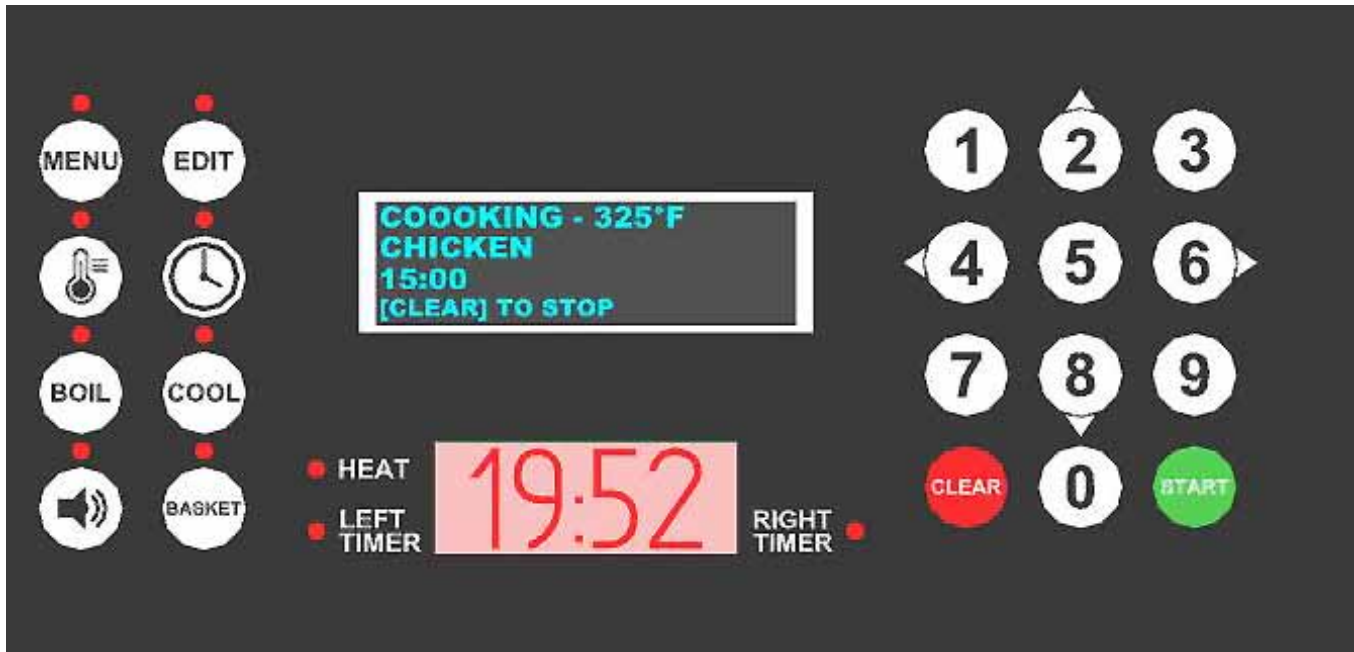 MENU EDIT
BOIL COOL
BASKET
COOOKING - 325°F
CHICKEN
15:00
[CLEAR] TO STOP
HEAT
LEFT
TIMER
19:52
RIGHT
TIMER
1 2 3
4 5 6
7 8 9
CLEAR 0 START